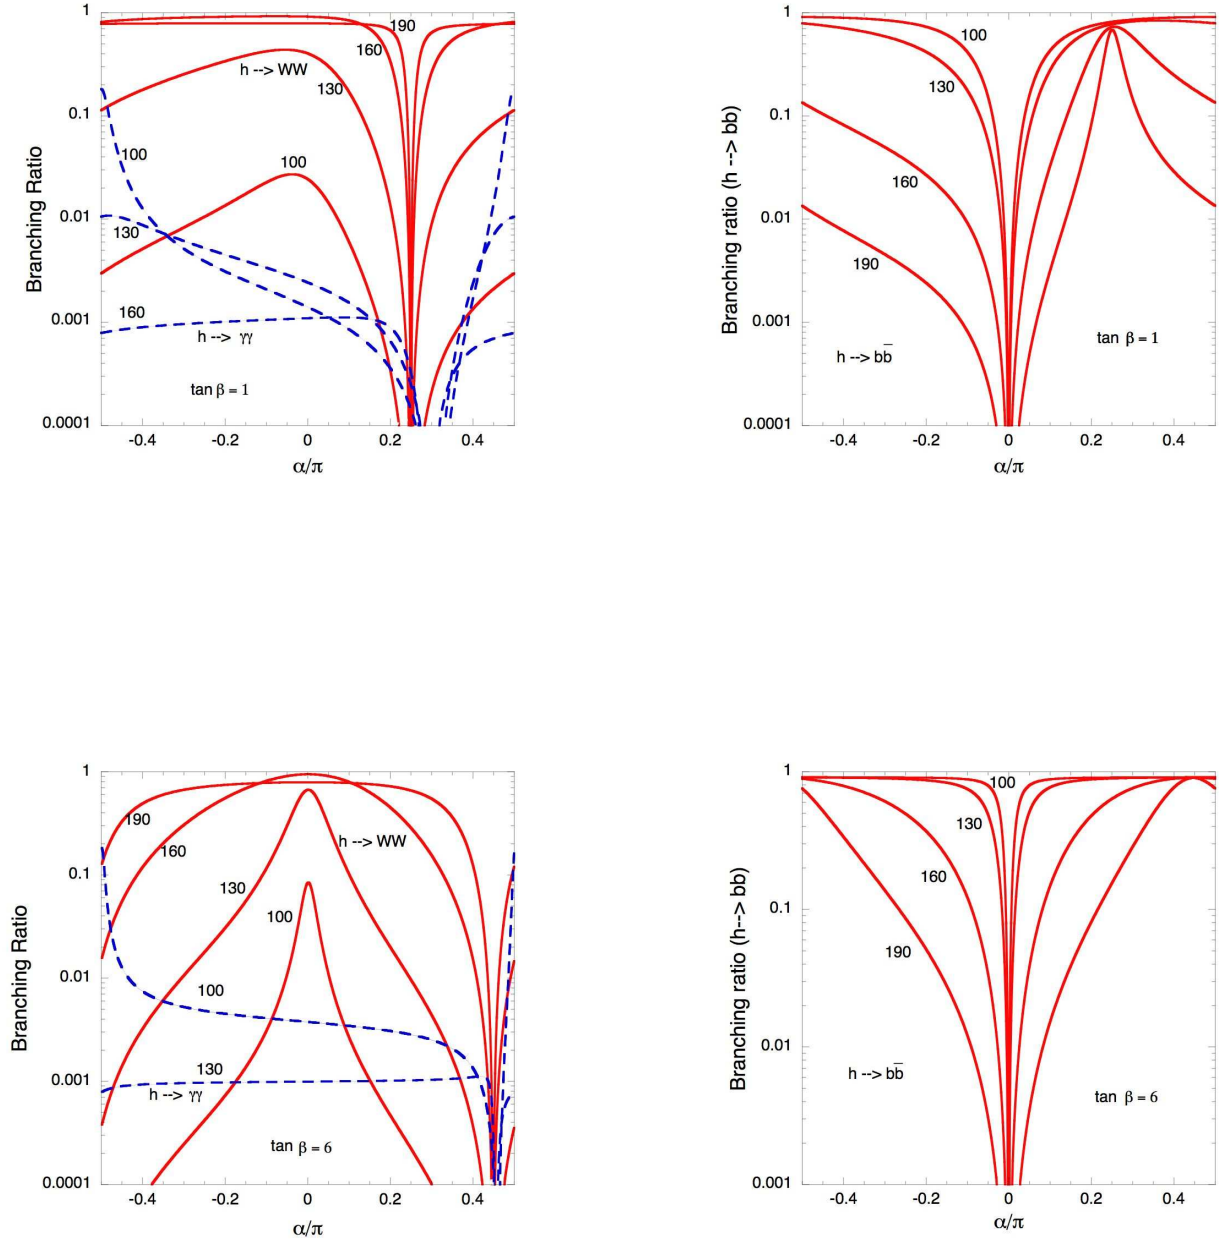 1
190
160
h --> WW
130
0.1
100
100
0.01
130
160
0.001
h --> γγ
tan β = 1
0.0001
-0.4 -0.2 0 0.2 0.4
α/π
Branching Ratio
1
100
130
0.1
160
0.01
190
0.001
tan β = 1
h --> bb̅
0.0001
-0.4 -0.2 0 0.2 0.4
α/π
Branching ratio (h --> bb)
1
190
160
h --> WW
130
0.1
100
0.01
100
130
0.001
h --> γγ
tan β = 6
0.0001
-0.4 -0.2 0 0.2 0.4
α/π
Branching Ratio
1
100
130
160
0.1
190
0.01
h --> bb̅
tan β = 6
0.001
-0.4 -0.2 0 0.2 0.4
α/π
Branching ratio (h--> bb)